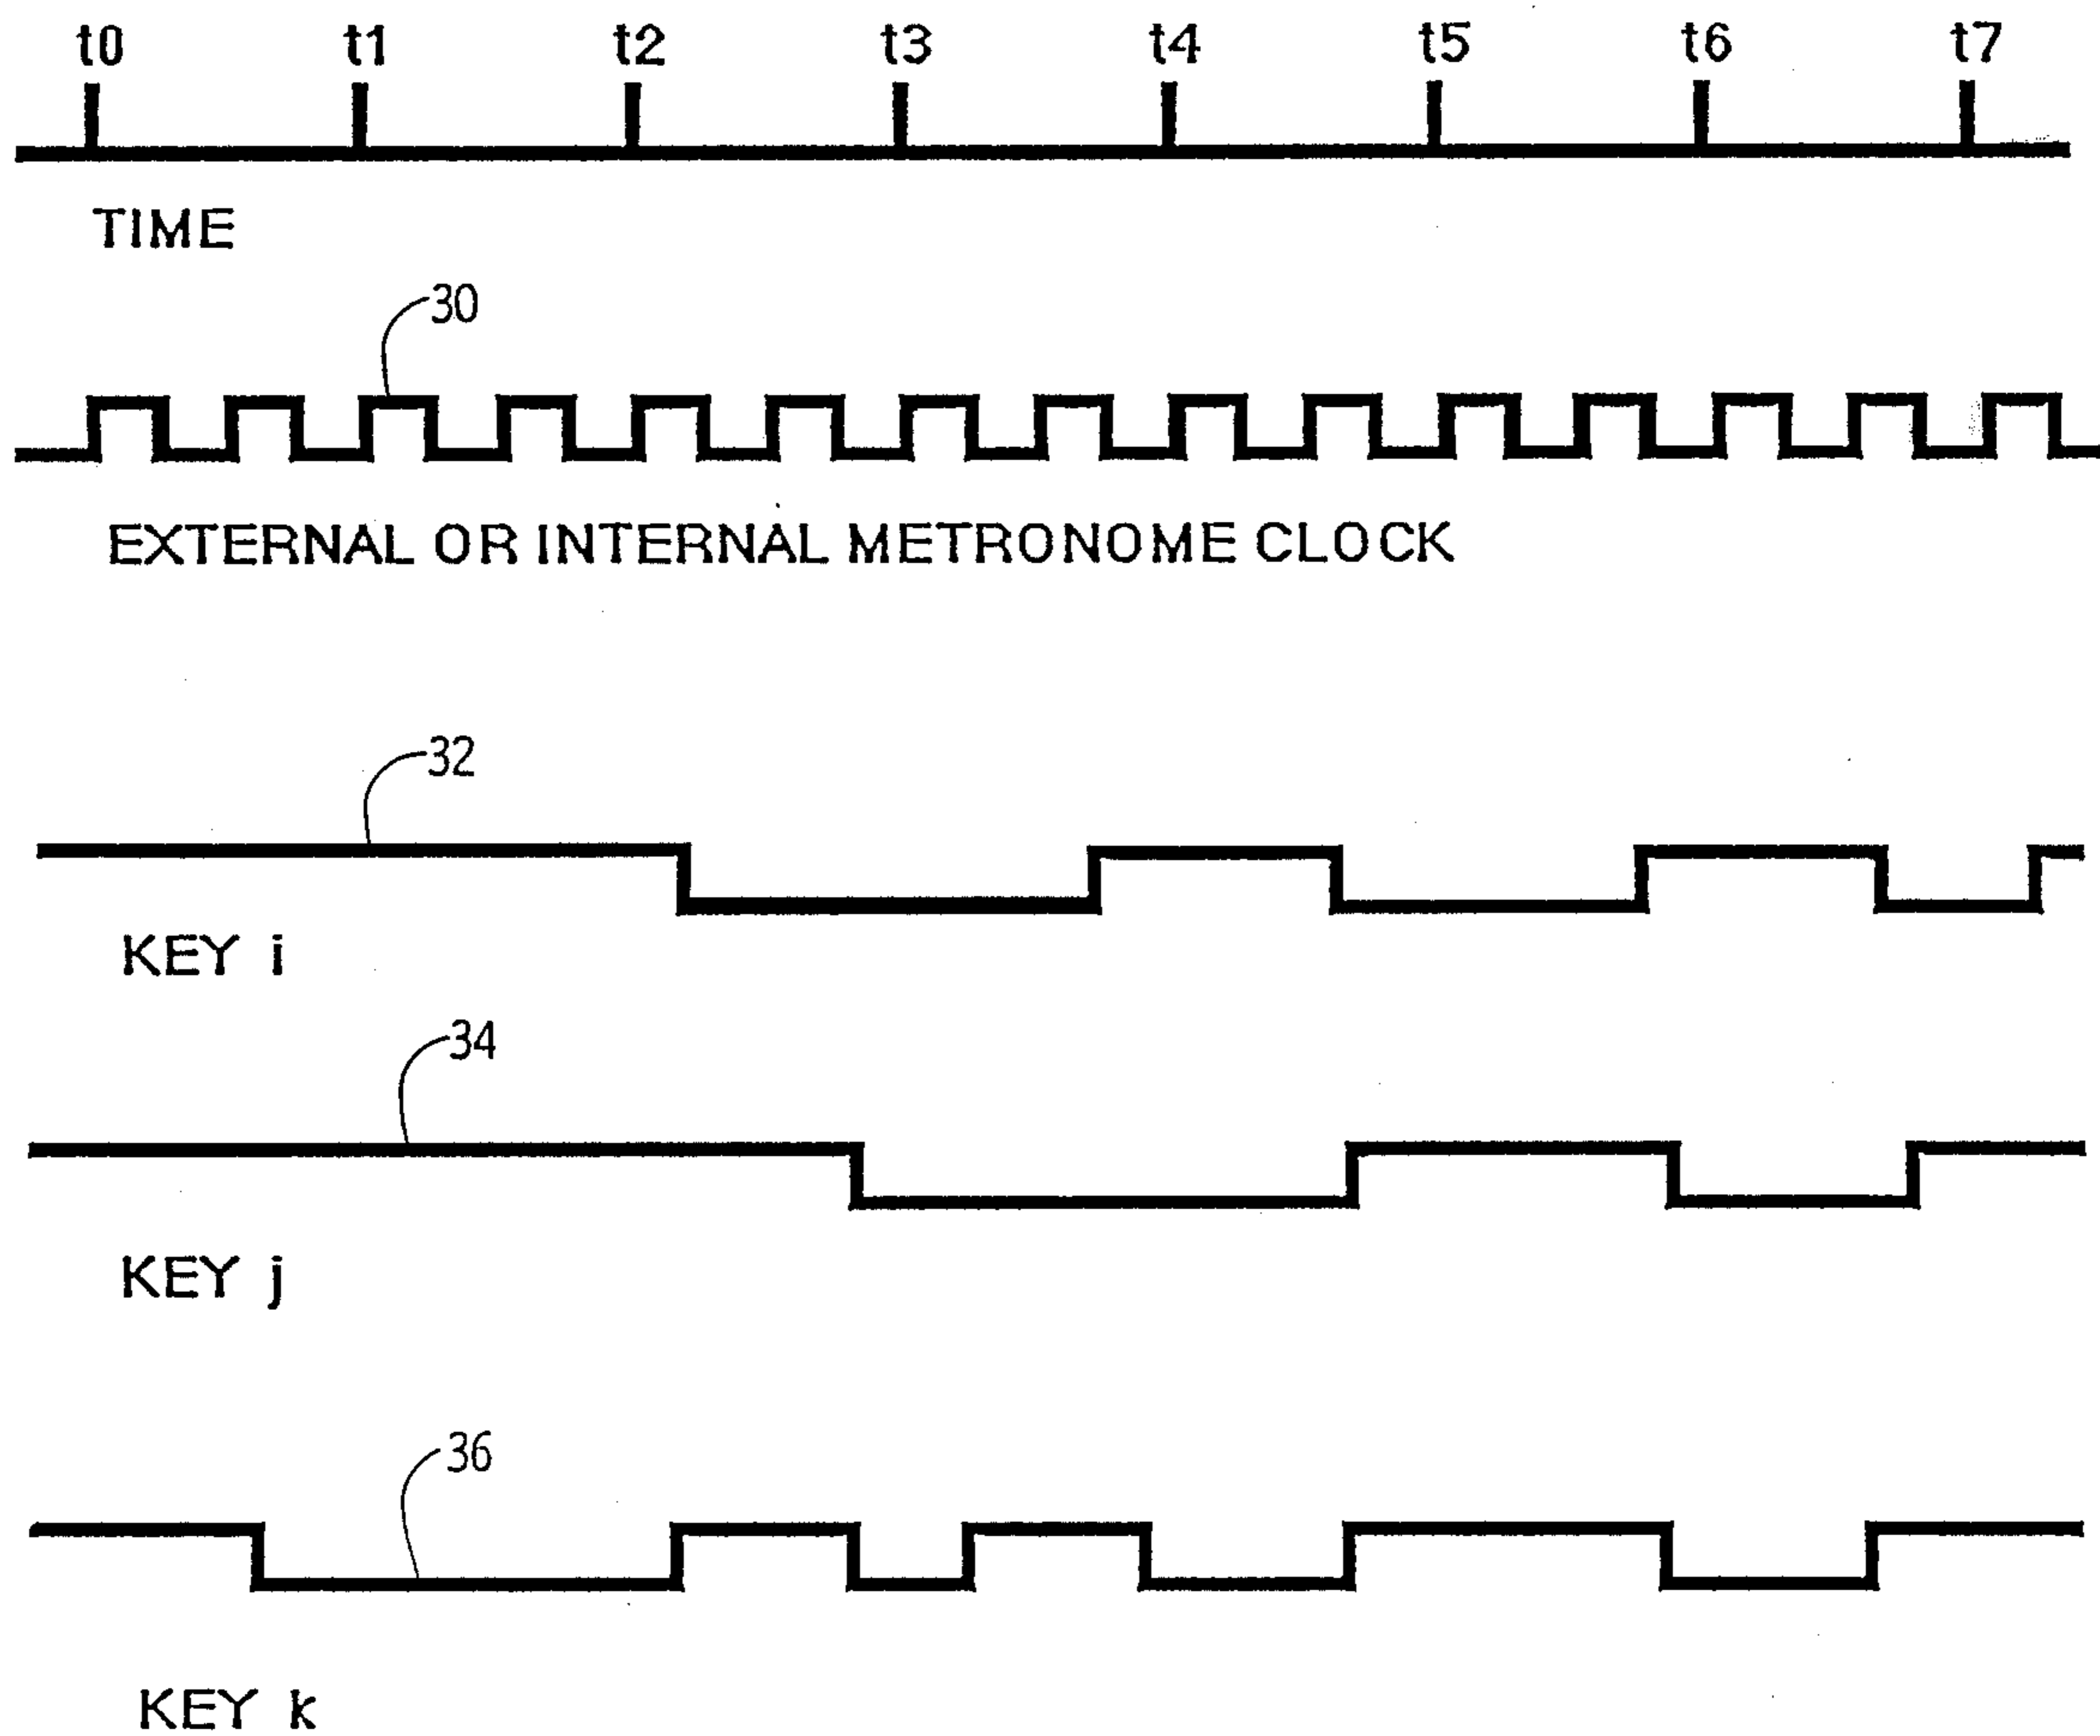 t0 t1 t2 t3 t4 t5 t6 t7
TIME
30
EXTERNAL OR INTERNAL METRONOME CLOCK
32
KEY i
34
KEY j
36
KEY k